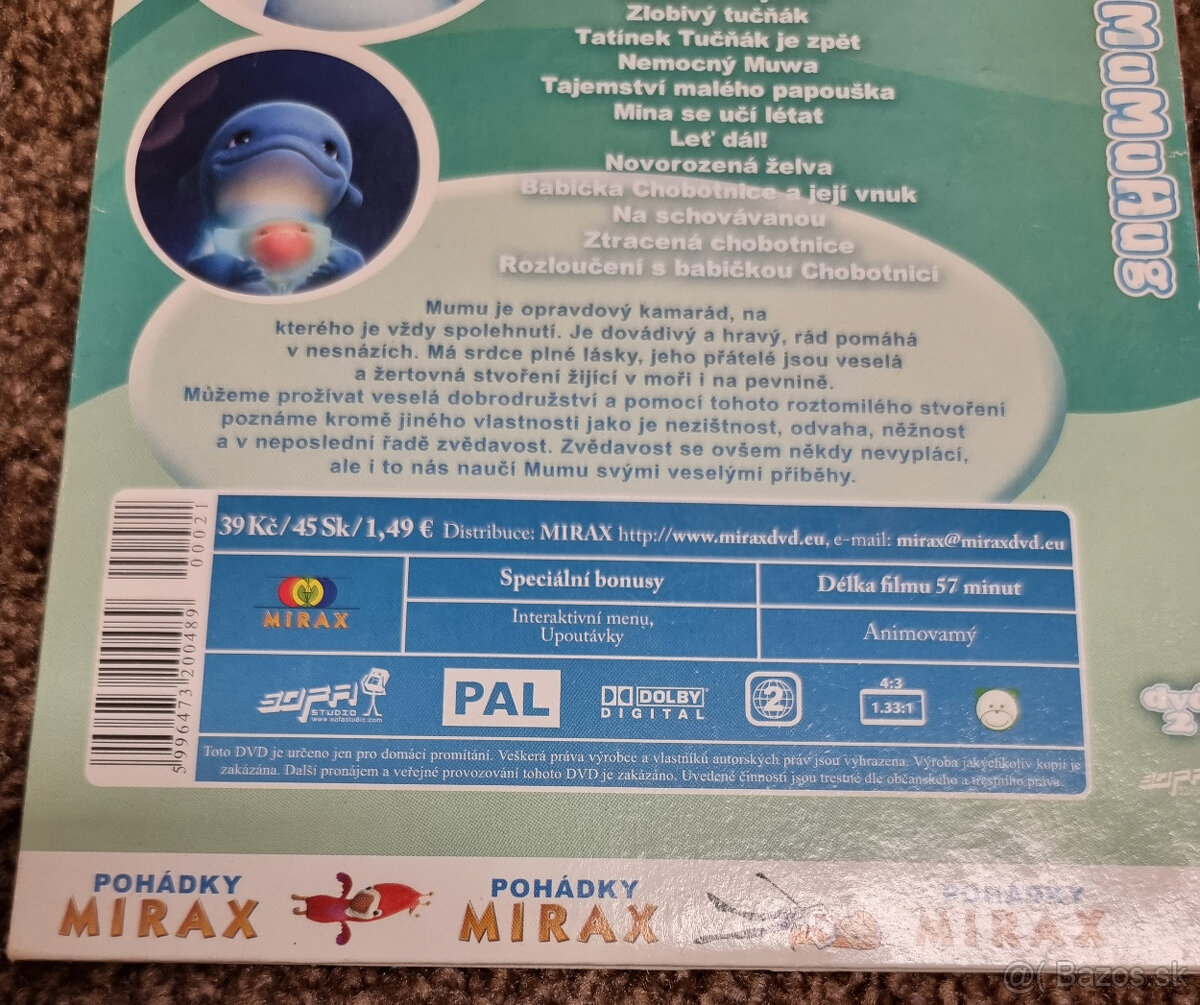 Zlobivý tučňák
Tatínek Tučňák je zpět
Nemocný Muwa
Tajemství malého papouška
Mina se učí létat
Leť dál!
Novorozená želva
Babička Chobotnice a její vnuk
Na schovávanou
Ztracená chobotnice
Rozloučení s babičkou Chobotnicí
MuMuHug
Mumu je opravdový kamarád, na
kterého je vždy spolehnutí. Je dovádivý a hravý, rád pomáhá
v nesnázích. Má srdce plné lásky, jeho přátelé jsou veselá
a žertovná stvoření žijící v moři i na pevnině.
Můžeme prožívat veselá dobrodružství a pomocí tohoto roztomilého stvoření
poznáme kromě jiného vlastnosti jako je nezištnost, odvaha, něžnost
a v neposlední řadě zvědavost. Zvědavost se ovšem někdy nevyplácí,
ale i to nás naučí Mumu svými veselými příběhy.
00021
5996473200489
39 Kč/45 Sk/1,49 € Distribuce: MIRAX http://www.miraxdvd.eu, e-mail: mirax@miraxdvd.eu
MIRAX
Speciální bonusy
Interaktivní menu,
Upoutávky
Délka filmu 57 minut
Animovamý
SOFA
STUDIO
www.sofastudio.com
PAL
DOLBY
DIGITAL
2
4:3
1.33:1
dvd
2
Toto DVD je určeno jen pro domácí promítání. Veškerá práva výrobce a vlastníků autorských práv jsou vyhrazena. Výroba jakýchkoliv kopií je
zakázána. Další pronájem a veřejné provozování tohoto DVD je zakázáno. Uvedené činnosti jsou trestné dle občanského a trestního práva.
POHÁDKY
MIRAX
POHÁDKY
MIRAX
POHÁDKY
MIRAX
@( Bazos.sk